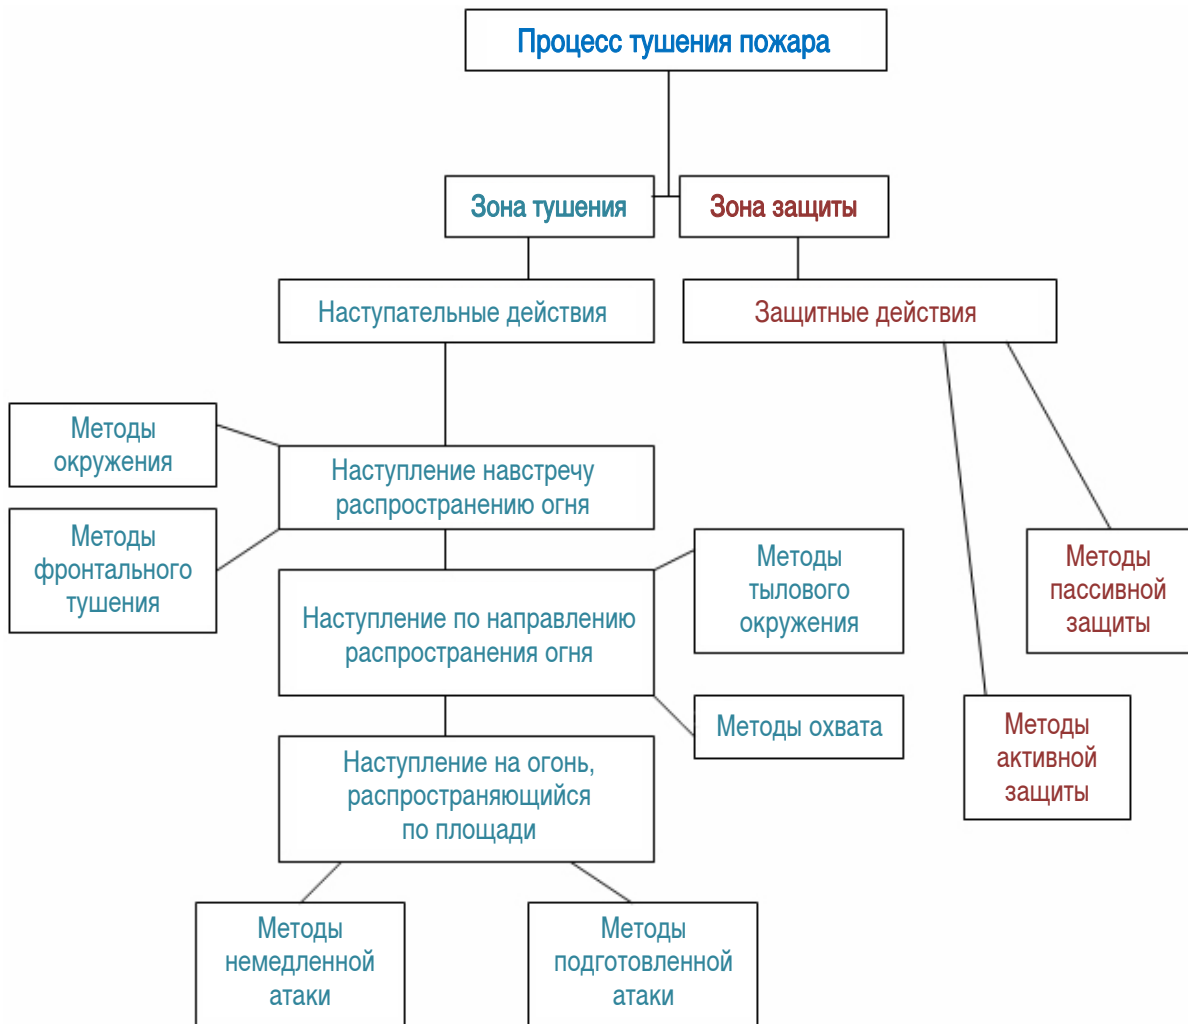 Процесс тушения пожара
Зона тушения
Зона защиты
Наступательные действия
Защитные действия
Методы
окружения
Наступление навстречу
распространению огня
Методы
фронтального
тушения
Методы
тылового
окружения
Методы
пассивной
защиты
Наступление по направлению
распространения огня
Методы охвата
Методы
активной
защиты
Наступление на огонь,
распространяющийся
по площади
Методы
немедленной
атаки
Методы
подготовленной
атаки